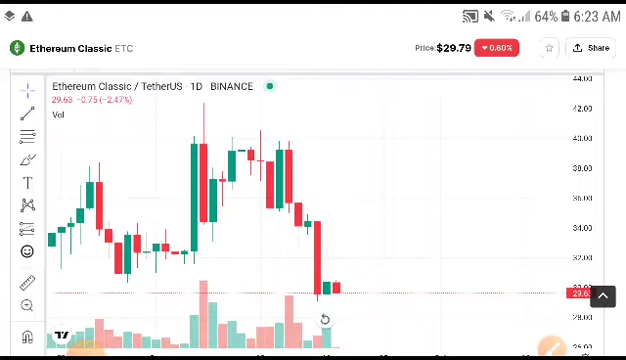 64% 6:23 AM
Ethereum Classic ETC
Price: $29.79 ▼ 0.60%
Share
Ethereum Classic / TetherUS · 1D · BINANCE
29.63 −0.75 (−2.47%)
Vol
44.00
42.00
40.00
38.00
36.00
34.00
32.00
29.63
28.00
26.00